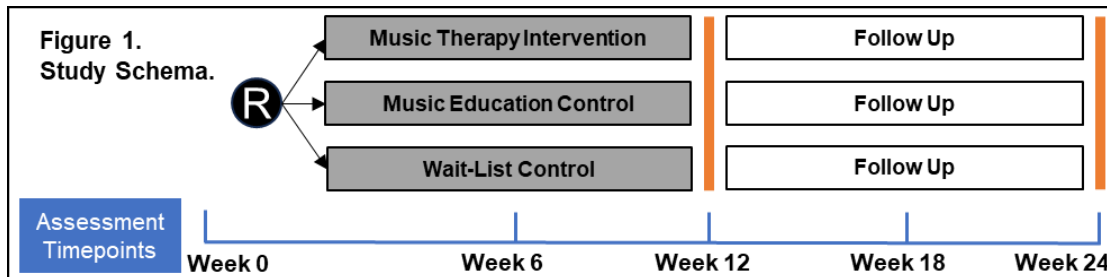 Figure 1.
Study Schema.
R
Music Therapy Intervention
Follow Up
Music Education Control
Follow Up
Wait-List Control
Follow Up
Assessment
Timepoints
Week 0
Week 6
Week 12
Week 18
Week 24